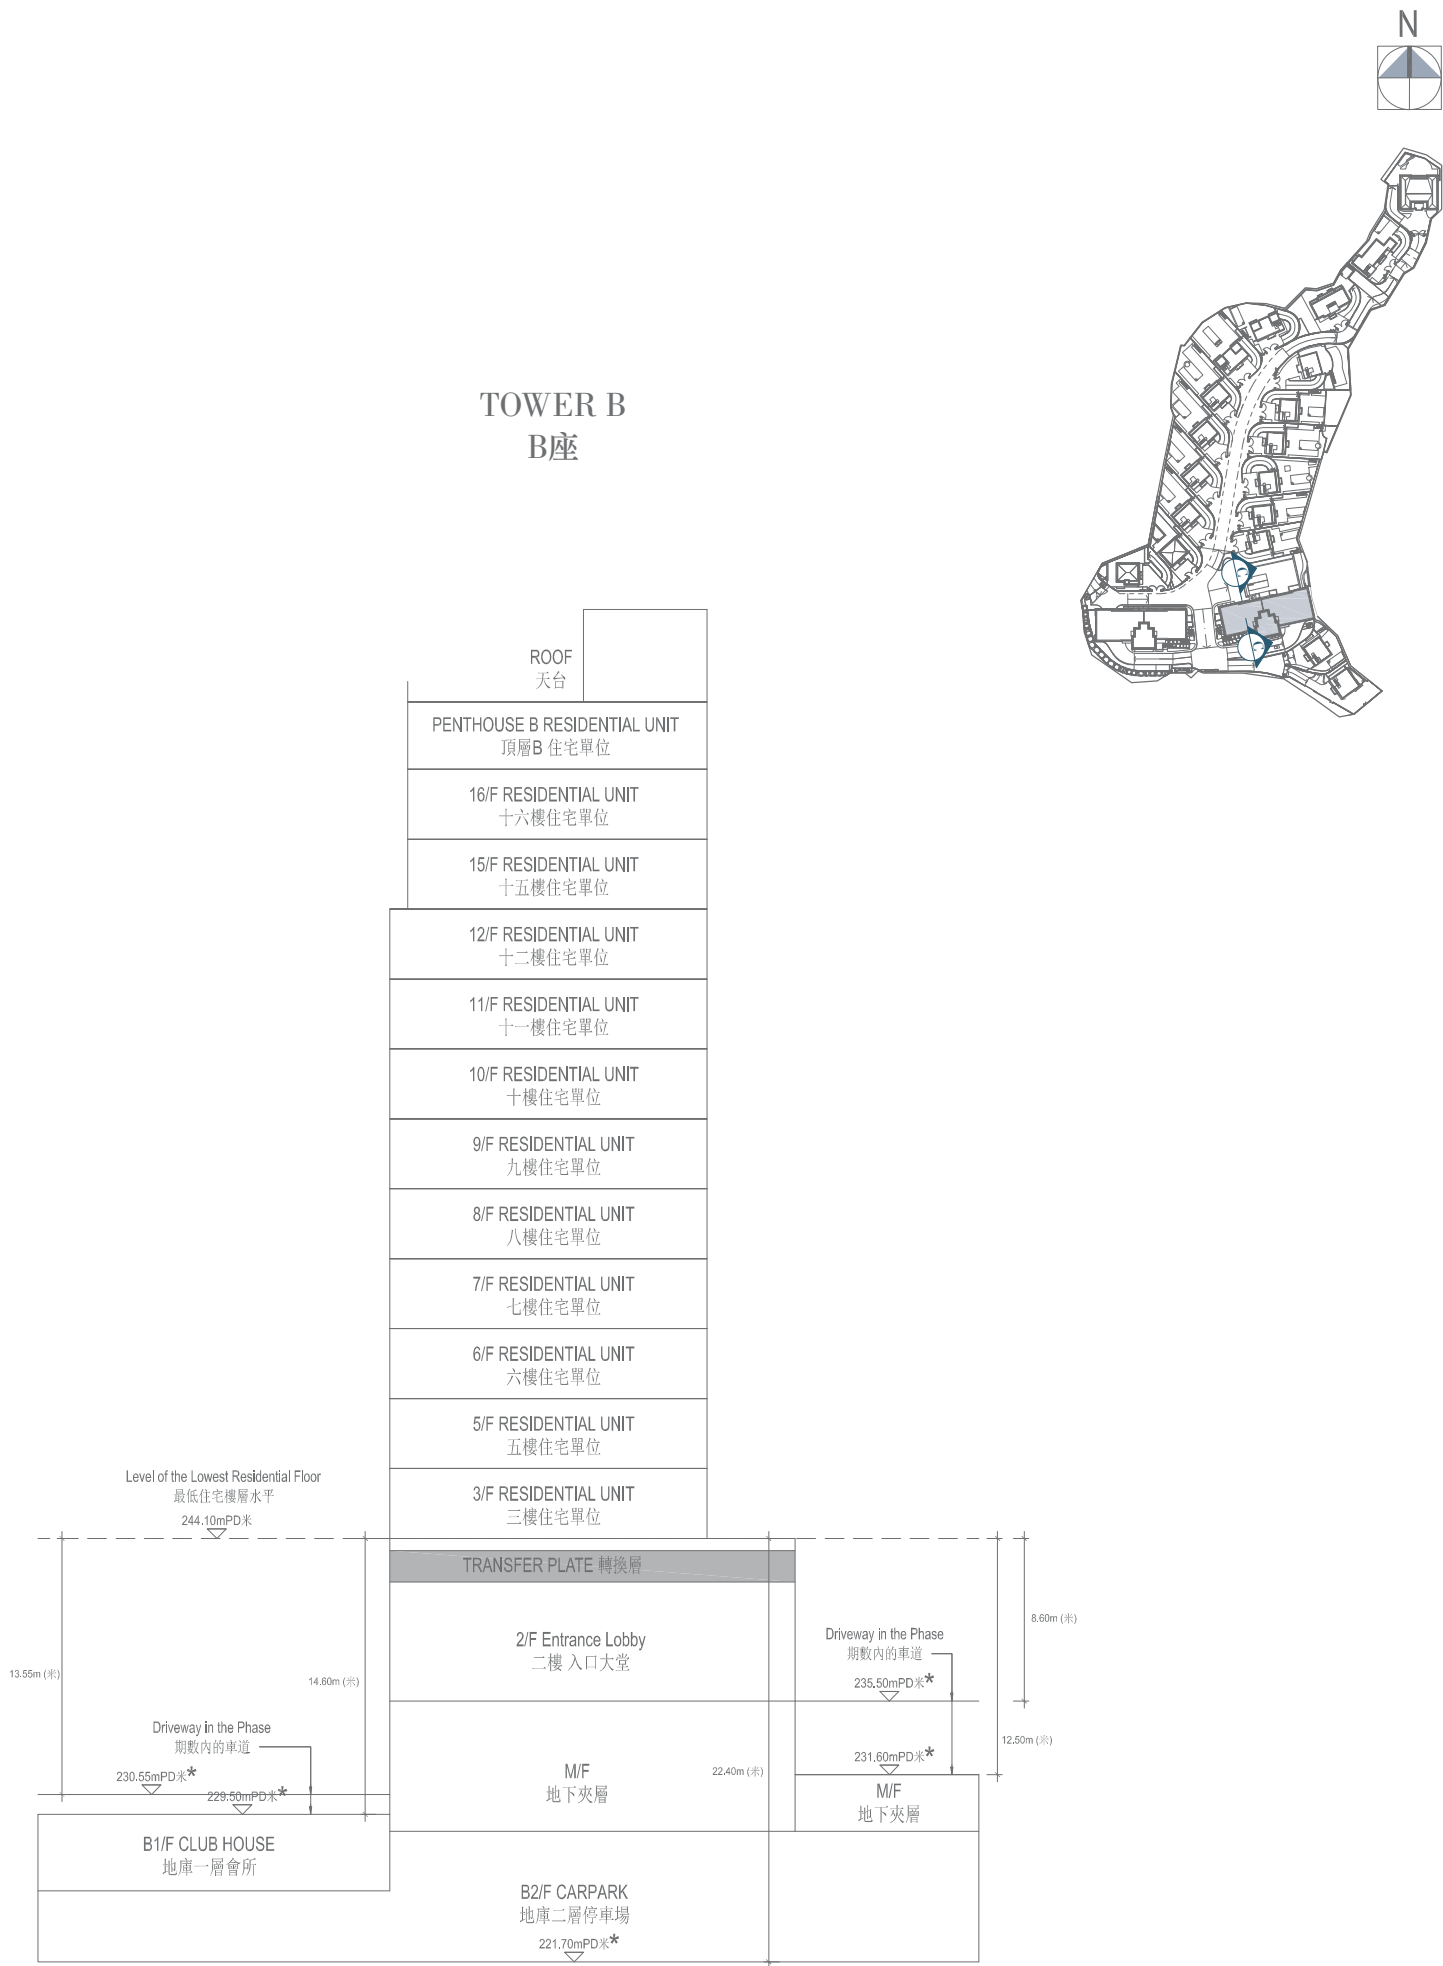 N
TOWER B
B座
ROOF
天台
PENTHOUSE B RESIDENTIAL UNIT
頂層B 住宅單位
16/F RESIDENTIAL UNIT
十六樓住宅單位
15/F RESIDENTIAL UNIT
十五樓住宅單位
12/F RESIDENTIAL UNIT
十二樓住宅單位
11/F RESIDENTIAL UNIT
十一樓住宅單位
10/F RESIDENTIAL UNIT
十樓住宅單位
9/F RESIDENTIAL UNIT
九樓住宅單位
8/F RESIDENTIAL UNIT
八樓住宅單位
7/F RESIDENTIAL UNIT
七樓住宅單位
6/F RESIDENTIAL UNIT
六樓住宅單位
5/F RESIDENTIAL UNIT
五樓住宅單位
3/F RESIDENTIAL UNIT
三樓住宅單位
Level of the Lowest Residential Floor
最低住宅樓層水平
244.10mPD米
TRANSFER PLATE 轉換層
2/F Entrance Lobby
二樓 入口大堂
8.60m (米)
Driveway in the Phase
期數內的車道
235.50mPD米*
13.55m (米)
14.60m (米)
12.50m (米)
Driveway in the Phase
期數內的車道
230.55mPD米*
229.50mPD米*
22.40m (米)
231.60mPD米*
M/F
地下夾層
M/F
地下夾層
B1/F CLUB HOUSE
地庫一層會所
B2/F CARPARK
地庫二層停車場
221.70mPD米*